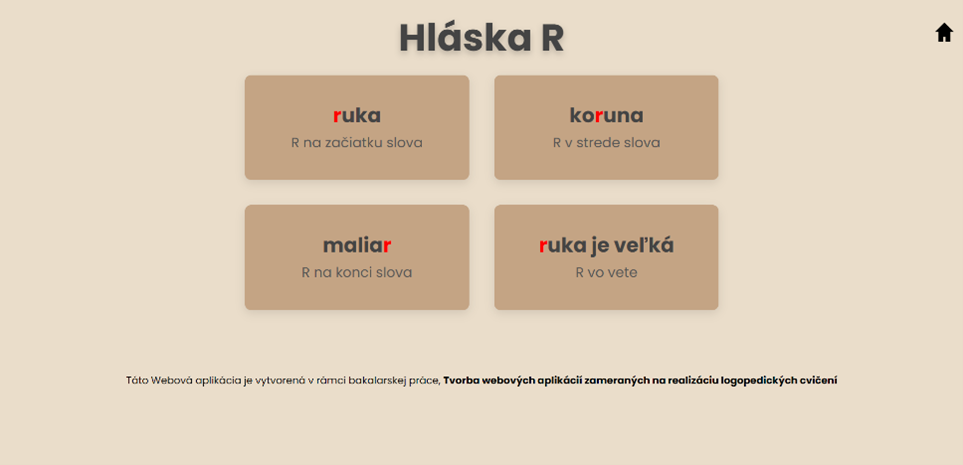 Hláska R
ruka
R na začiatku slova
koruna
R v strede slova
maliar
R na konci slova
ruka je veľká
R vo vete
Táto Webová aplikácia je vytvorená v rámci bakalarskej práce, Tvorba webových aplikácií zameraných na realizáciu logopedických cvičení